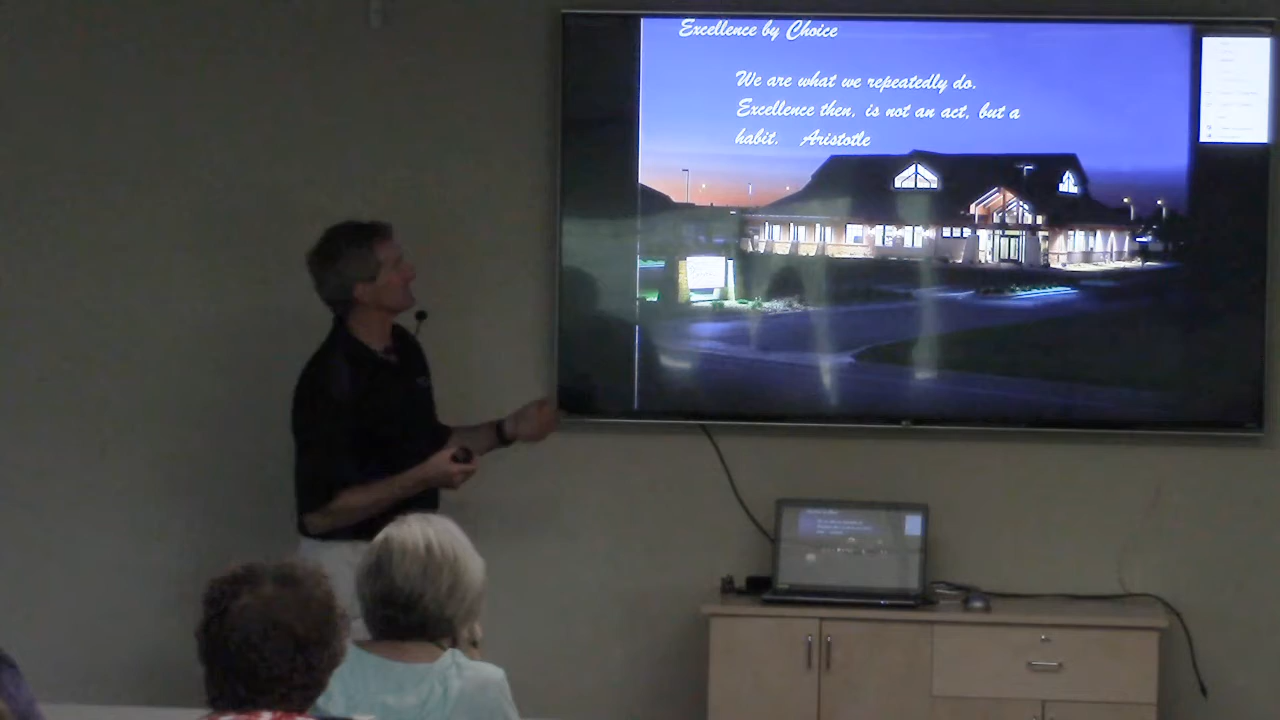 Excellence by Choice
We are what we repeatedly do.
Excellence then, is not an act, but a
habit. Aristotle